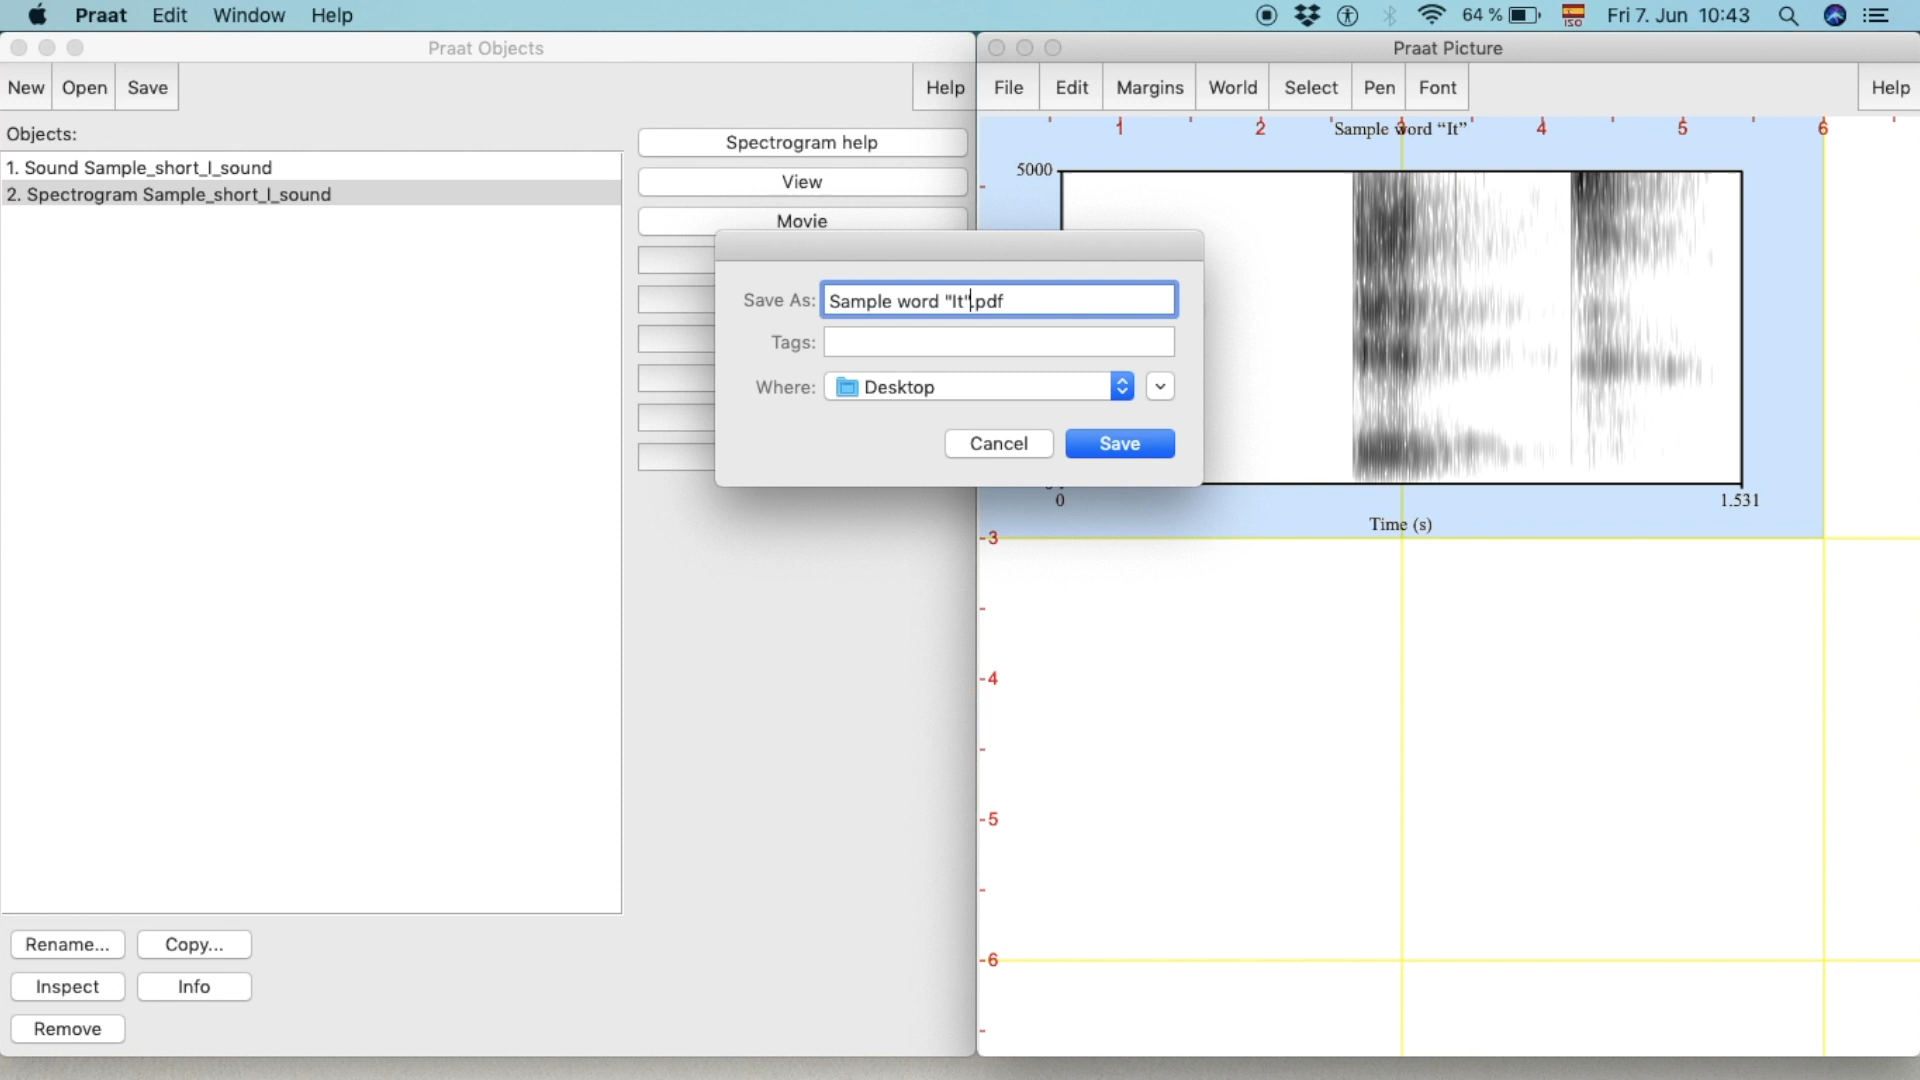 Praat Edit Window Help
64 % ISO Fri 7. Jun 10:43
Praat Objects
New Open Save Help
Objects:
1. Sound Sample_short_I_sound
2. Spectrogram Sample_short_I_sound
Spectrogram help
View
Movie
Rename...
Copy...
Inspect
Info
Remove
Save As: Sample word "It".pdf
Tags:
Where: Desktop
Cancel Save
Praat Picture
File Edit Margins World Select Pen Font Help
1 2 3 4 5 6
Sample word “It”
5000
0 1.531
Time (s)
3
4
5
6